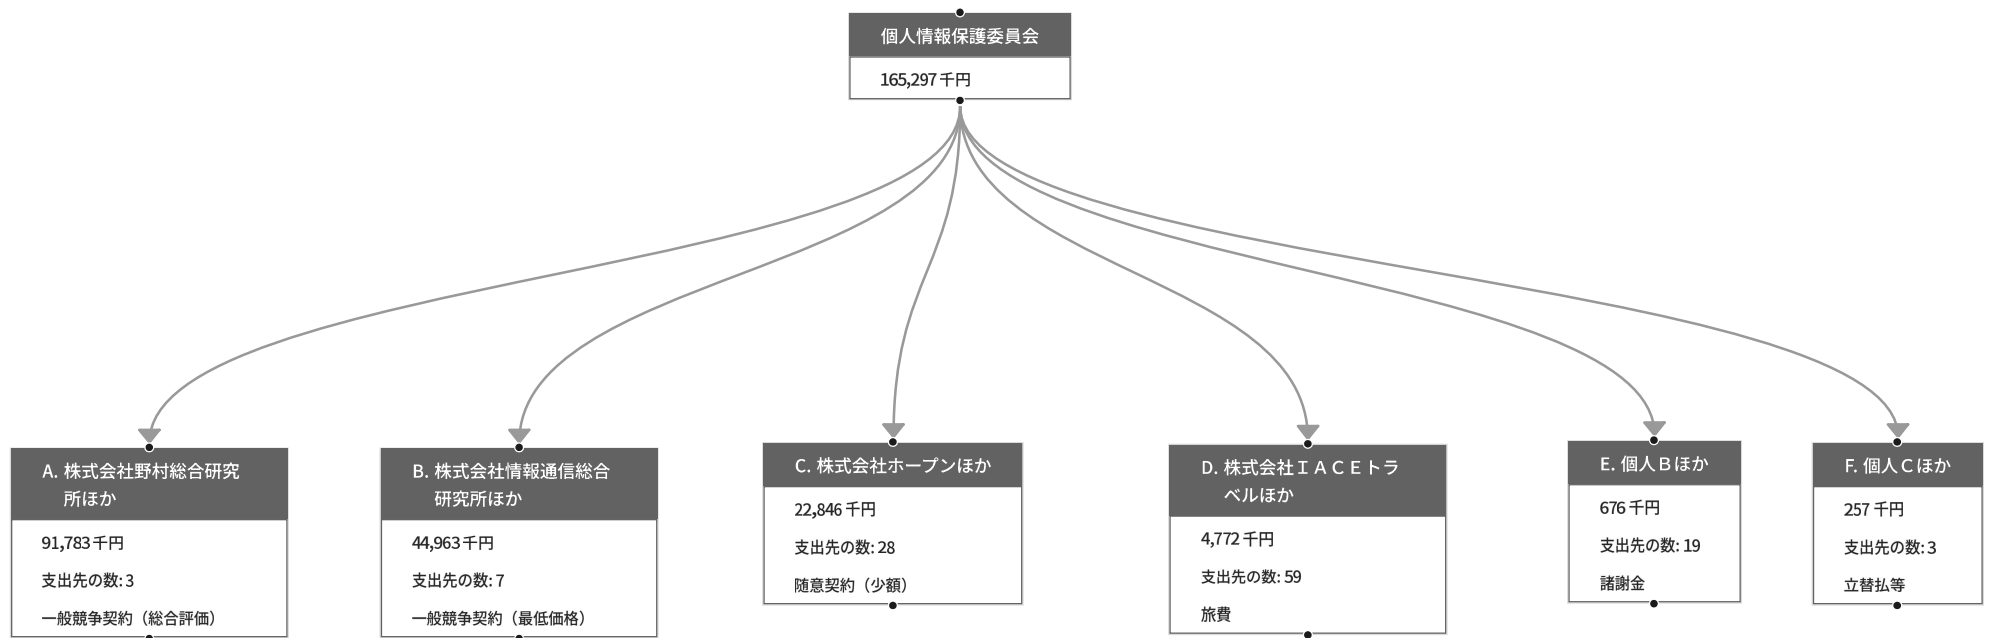 個人情報保護委員会
165,297 千円
A. 株式会社野村総合研究
所ほか
91,783 千円
支出先の数: 3
一般競争契約（総合評価）
B. 株式会社情報通信総合
研究所ほか
44,963 千円
支出先の数: 7
一般競争契約（最低価格）
C. 株式会社ホープンほか
22,846 千円
支出先の数: 28
随意契約（少額）
D. 株式会社ＩＡＣＥトラ
ベルほか
4,772 千円
支出先の数: 59
旅費
E. 個人Ｂほか
676 千円
支出先の数: 19
諸謝金
F. 個人Ｃほか
257 千円
支出先の数: 3
立替払等